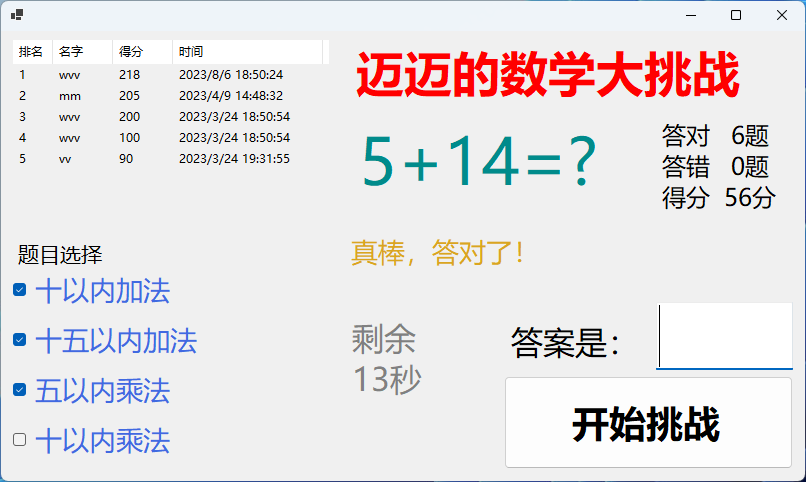 排名 名字 得分 时间
1 wvv 218 2023/8/6 18:50:24
2 mm 205 2023/4/9 14:48:32
3 wvv 200 2023/3/24 18:50:54
4 wvv 100 2023/3/24 18:50:54
5 vv 90 2023/3/24 19:31:55
迈迈的数学大挑战
5+14=?
答对 6题
答错 0题
得分 56分
题目选择
十以内加法
十五以内加法
五以内乘法
十以内乘法
真棒，答对了！
剩余
13秒
答案是：
开始挑战